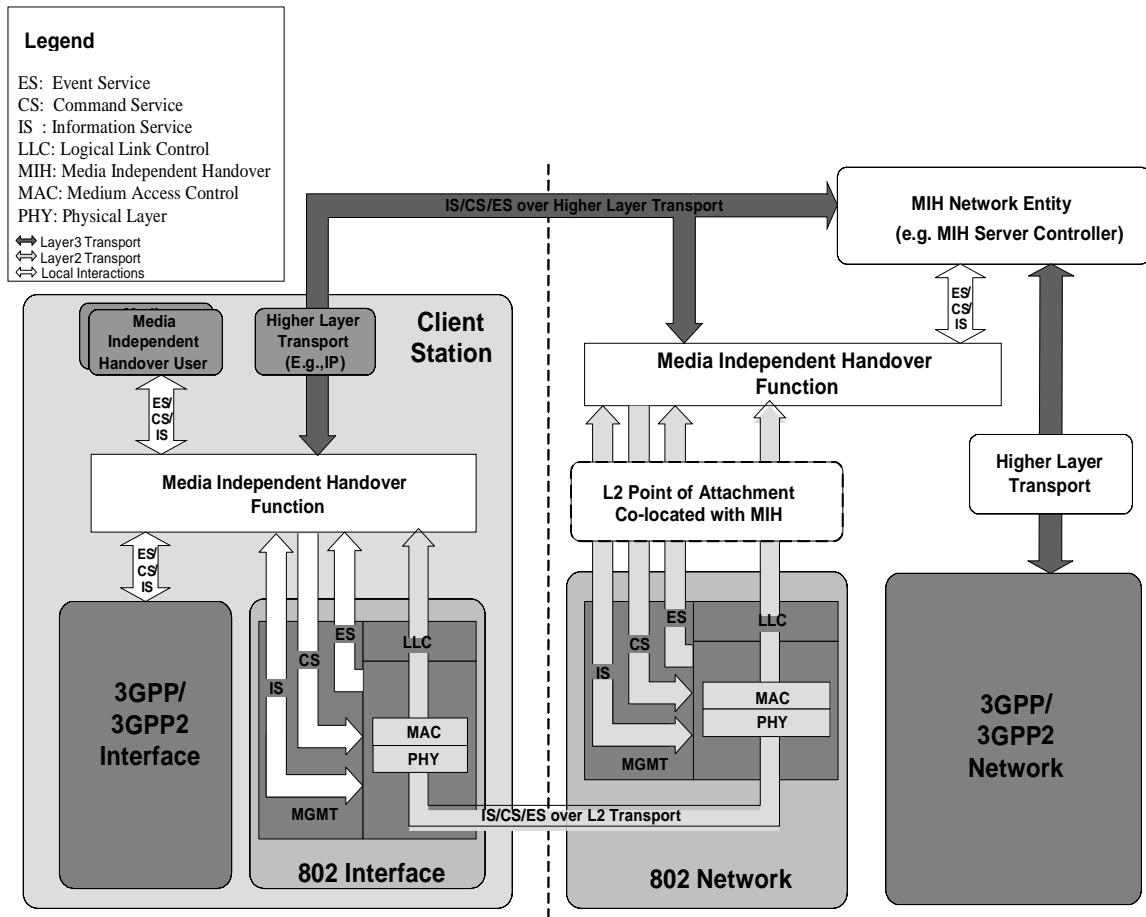 Legend
ES: Event Service
CS: Command Service
IS : Information Service
LLC: Logical Link Control
MIH: Media Independent Handover
MAC: Medium Access Control
PHY: Physical Layer
Layer3 Transport
Layer2 Transport
Local Interactions
IS/CS/ES over Higher Layer Transport
MIH Network Entity
(e.g. MIH Server Controller)
Client
Station
Media
Independent
Handover User
Higher Layer
Transport
(E.g.,IP)
ES/
CS/
IS
Media Independent Handover
Function
ES/
CS/
IS
Media Independent Handover
Function
ES/
CS/
IS
3GPP/
3GPP2
Interface
IS
CS
ES
LLC
MAC
PHY
MGMT
802 Interface
IS/CS/ES over L2 Transport
L2 Point of Attachment
Co-located with MIH
IS
CS
ES
LLC
MAC
PHY
MGMT
802 Network
Higher Layer
Transport
3GPP/
3GPP2
Network